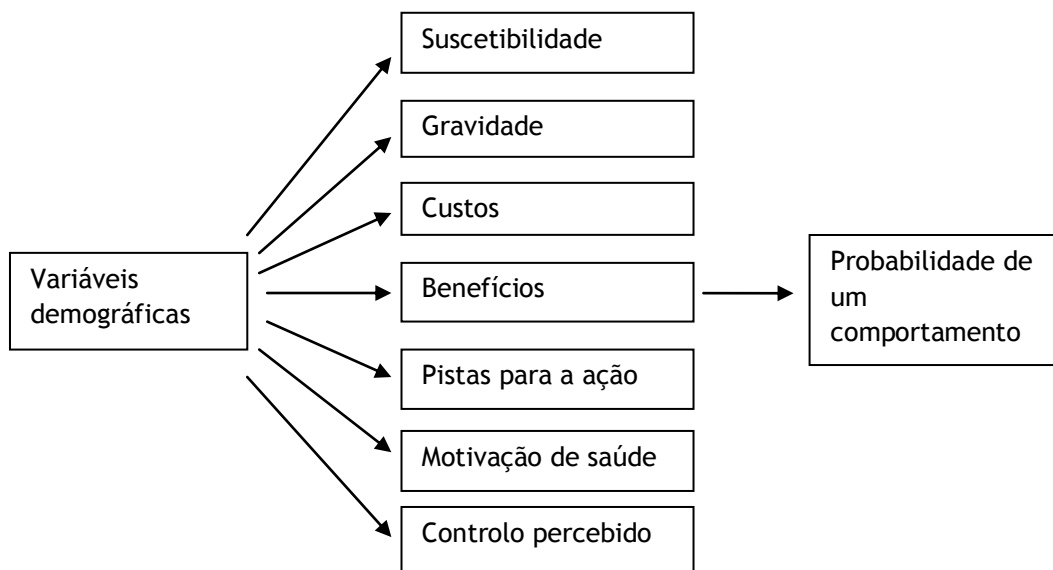 Suscetibilidade
Gravidade
Custos
Variáveis
demográficas
Benefícios
Probabilidade de
um
comportamento
Pistas para a ação
Motivação de saúde
Controlo percebido